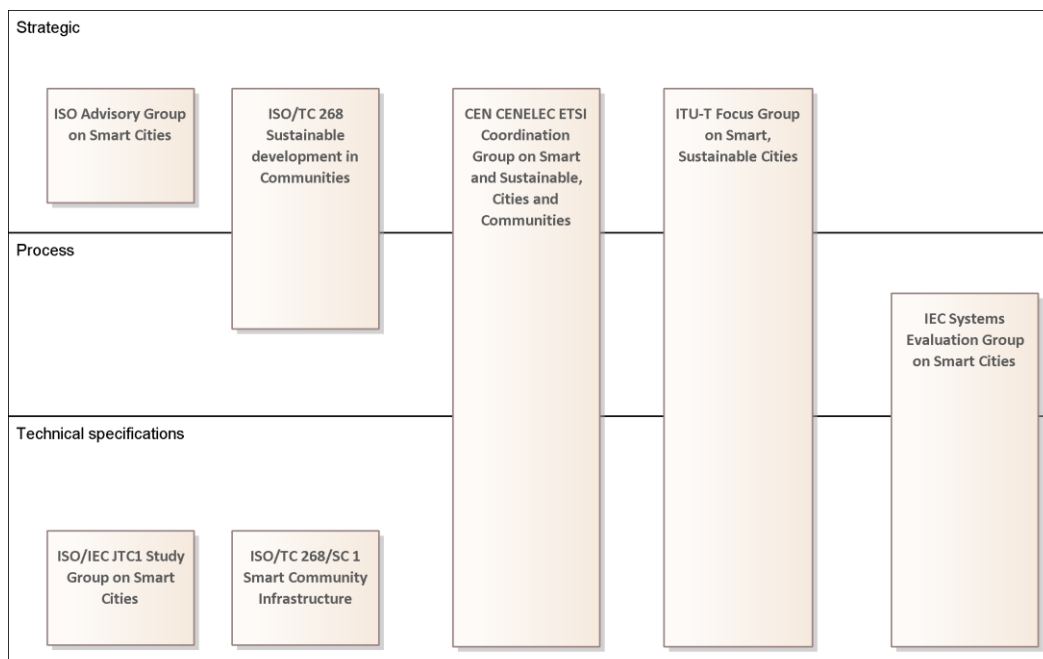 Strategic
ISO Advisory Group
on Smart Cities
ISO/TC 268
Sustainable
development in
Communities
CEN CENELEC ETSI
Coordination
Group on Smart
and Sustainable,
Cities and
Communities
ITU-T Focus Group
on Smart,
Sustainable Cities
Process
IEC Systems
Evaluation Group
on Smart Cities
Technical specifications
ISO/IEC JTC1 Study
Group on Smart
Cities
ISO/TC 268/SC 1
Smart Community
Infrastructure